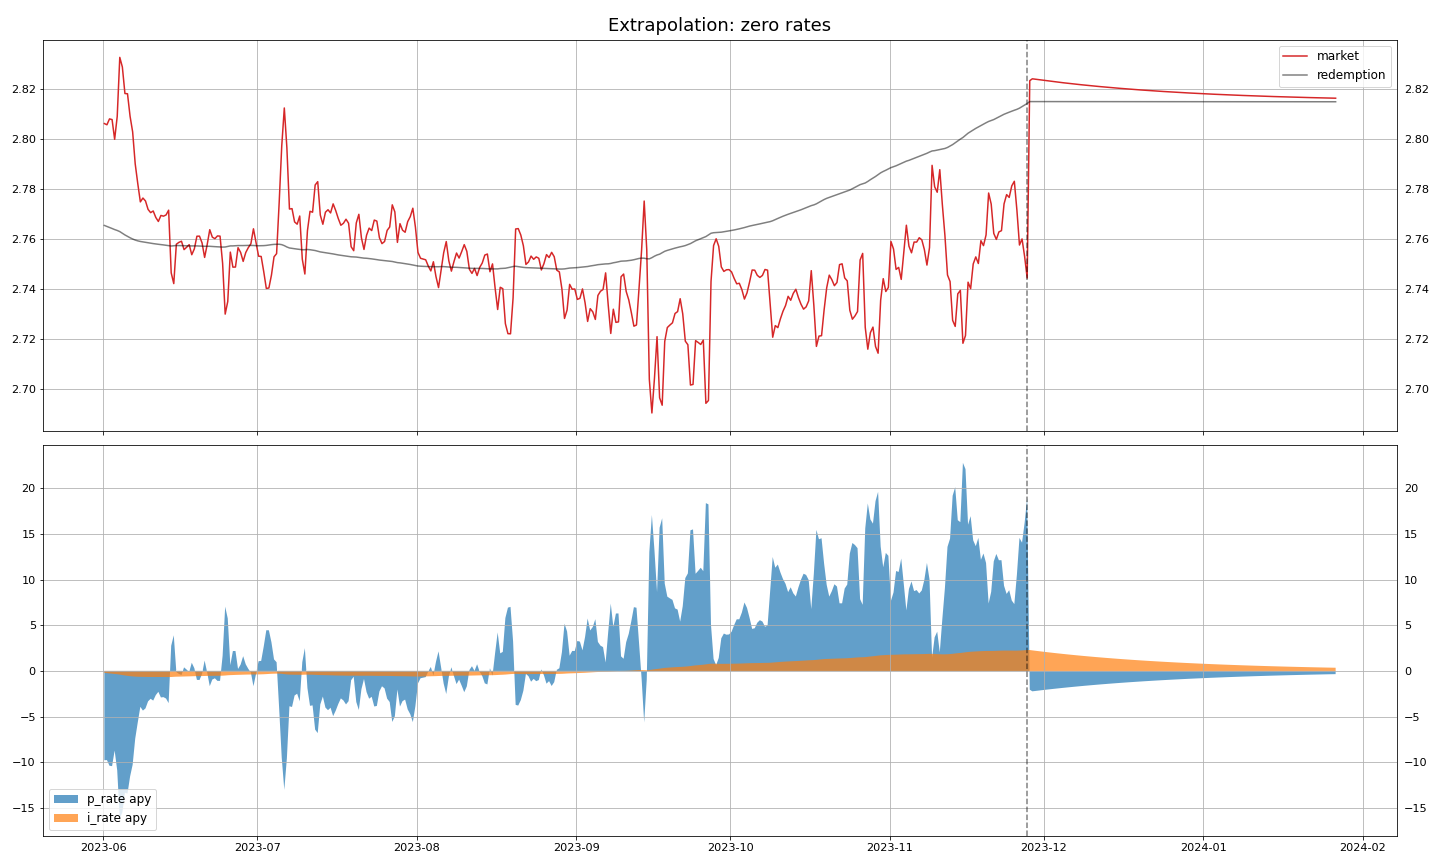 Extrapolation: zero rates
market
redemption
2.82 2.82
2.80 2.80
2.78 2.78
2.76 2.76
2.74 2.74
2.72 2.72
2.70 2.70
20 20
15 15
10 10
5 5
0 0
−5 −5
−10 −10
−15 −15
p_rate apy
i_rate apy
2023-06 2023-07 2023-08 2023-09 2023-10 2023-11 2023-12 2024-01 2024-02